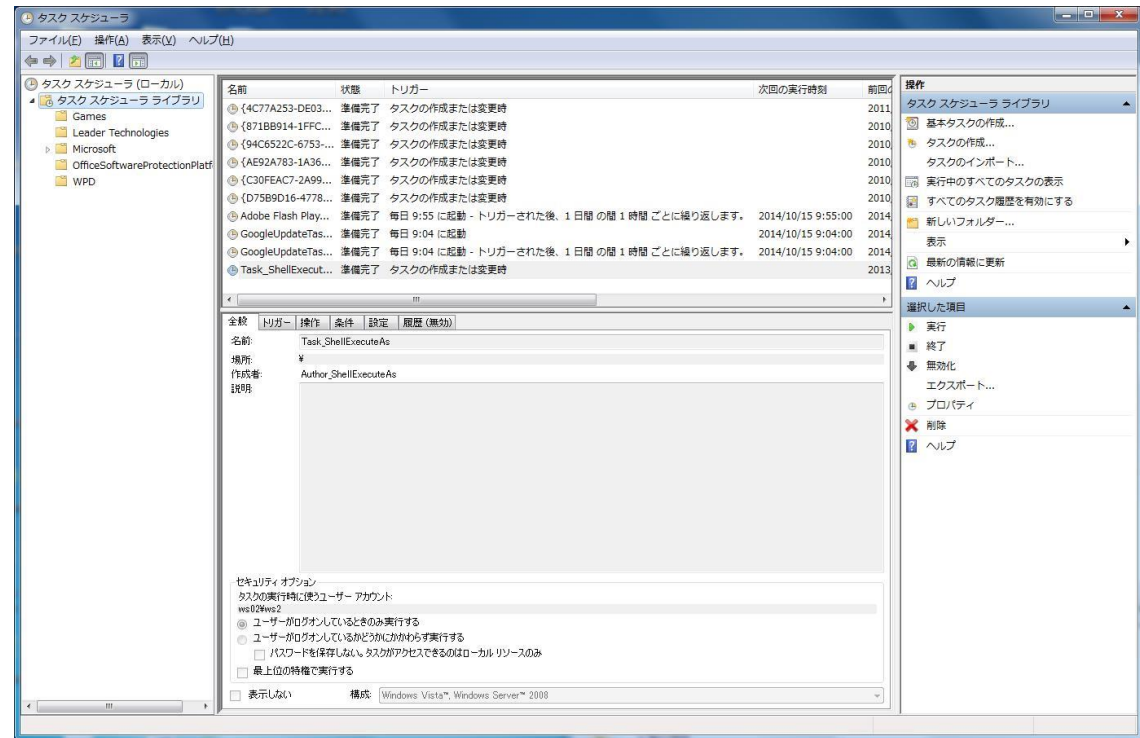 タスク スケジューラ
ファイル(F) 操作(A) 表示(V) ヘルプ(H)
タスク スケジューラ (ローカル)
タスク スケジューラ ライブラリ
Games
Leader Technologies
Microsoft
OfficeSoftwareProtectionPlatf
WPD
名前 状態 トリガー 次回の実行時刻 前回の
{4C77A253-DE03... 準備完了 タスクの作成または変更時 2011
{871BB914-1FFC... 準備完了 タスクの作成または変更時 2010
{94C6522C-6753-... 準備完了 タスクの作成または変更時 2010
{AE92A783-1A36... 準備完了 タスクの作成または変更時 2010
{C30FEAC7-2A99... 準備完了 タスクの作成または変更時 2010
{D75B9D16-4778... 準備完了 タスクの作成または変更時 2010
Adobe Flash Play... 準備完了 毎日 9:55 に起動 - トリガーされた後、1 日間 の間 1 時間 ごとに繰り返します。 2014/10/15 9:55:00 2014
GoogleUpdateTas... 準備完了 毎日 9:04 に起動 2014/10/15 9:04:00 2014
GoogleUpdateTas... 準備完了 毎日 9:04 に起動 - トリガーされた後、1 日間 の間 1 時間 ごとに繰り返します。 2014/10/15 9:04:00 2014
Task_ShellExecut... 準備完了 タスクの作成または変更時 2013
全般 トリガー 操作 条件 設定 履歴 (無効)
名前: Task_ShellExecuteAs
場所: ¥
作成者: Author_ShellExecuteAs
説明:
セキュリティ オプション
タスクの実行時に使うユーザー アカウント:
ws02¥ws2
ユーザーがログオンしているときのみ実行する
ユーザーがログオンしているかどうかにかかわらず実行する
パスワードを保存しない。タスクがアクセスできるのはローカル リソースのみ
最上位の特権で実行する
表示しない 構成: Windows Vista™, Windows Server™ 2008
操作
タスク スケジューラ ライブラリ
基本タスクの作成...
タスクの作成...
タスクのインポート...
実行中のすべてのタスクの表示
すべてのタスク履歴を有効にする
新しいフォルダー...
表示
最新の情報に更新
ヘルプ
選択した項目
実行
終了
無効化
エクスポート...
プロパティ
削除
ヘルプ